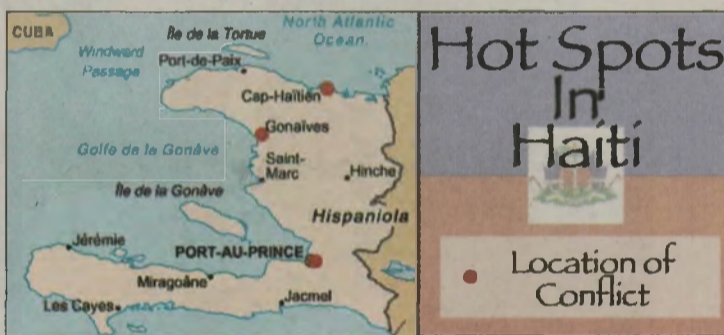 CUBA
Île de la Tortue
North Atlantic
Ocean
Windward
Passage
Port-de-Paix
Cap-Haïtien
Gonaïves
Golfe de la Gonâve
Saint-
Marc
Hinche
Île de la Gonâve
Hispaniola
Jérémie
PORT-AU-PRINCE
Miragoâne
Les Cayes
Jacmel
Hot Spots
In
Haiti
Location of
Conflict